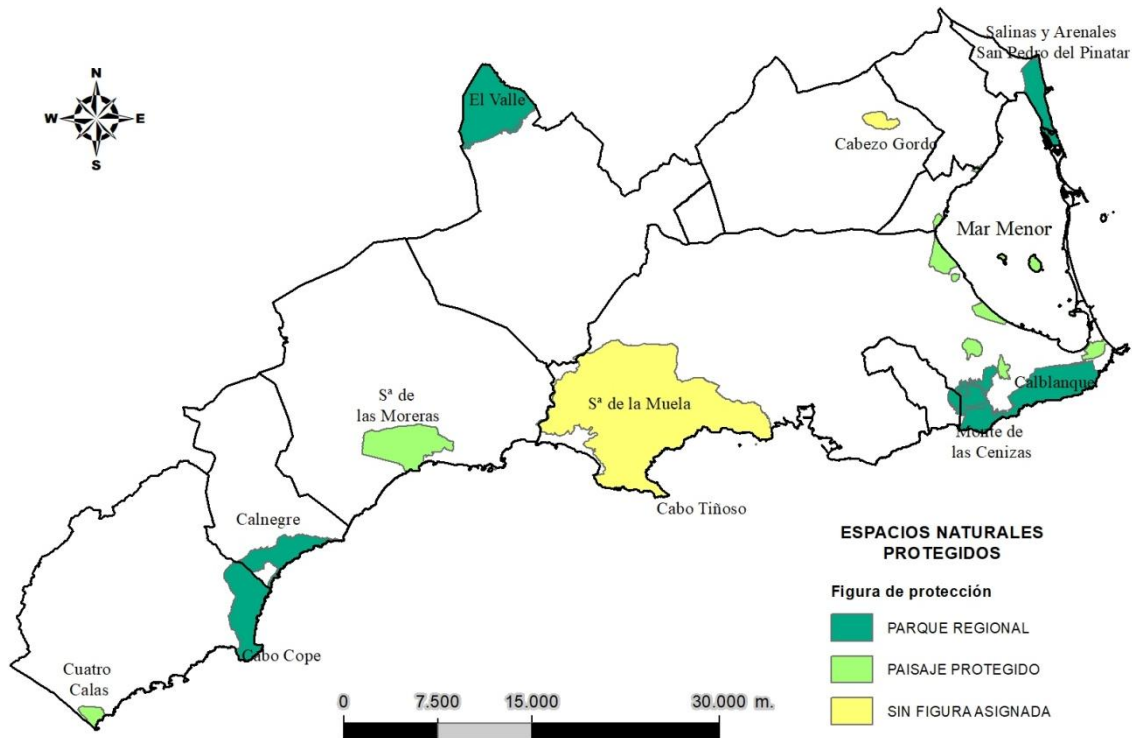 Salinas y Arenales
San Pedro del Pinatar
N
W E
S
El Valle
Cabezo Gordo
Mar Menor
Sª de
las Moreras
Sª de la Muela
Calblanque
Monte de
las Cenizas
Cabo Tiñoso
Calnegre
Cabo Cope
Cuatro
Calas
ESPACIOS NATURALES
PROTEGIDOS
Figura de protección
PARQUE REGIONAL
PAISAJE PROTEGIDO
SIN FIGURA ASIGNADA
0 7.500 15.000 30.000 m.